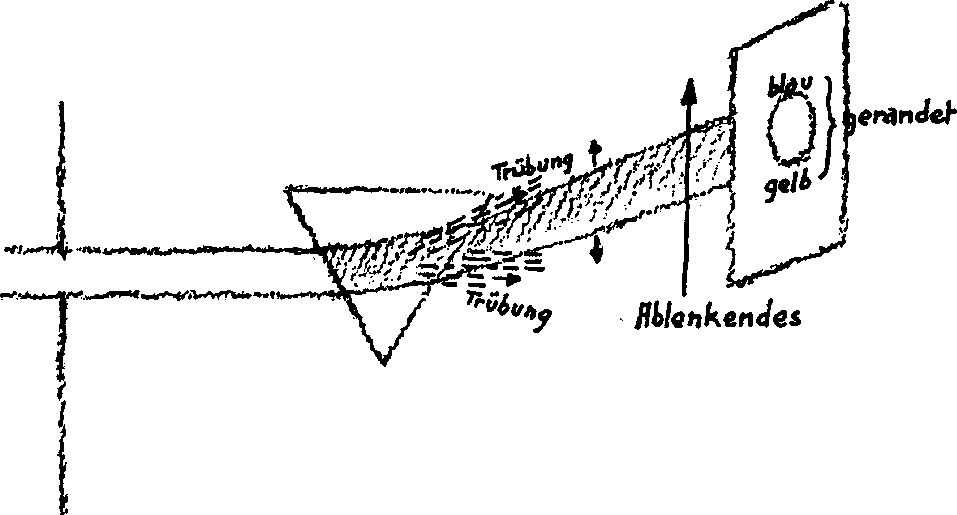 blau
gerandet
Trübung
gelb
Trübung
Ablenkendes